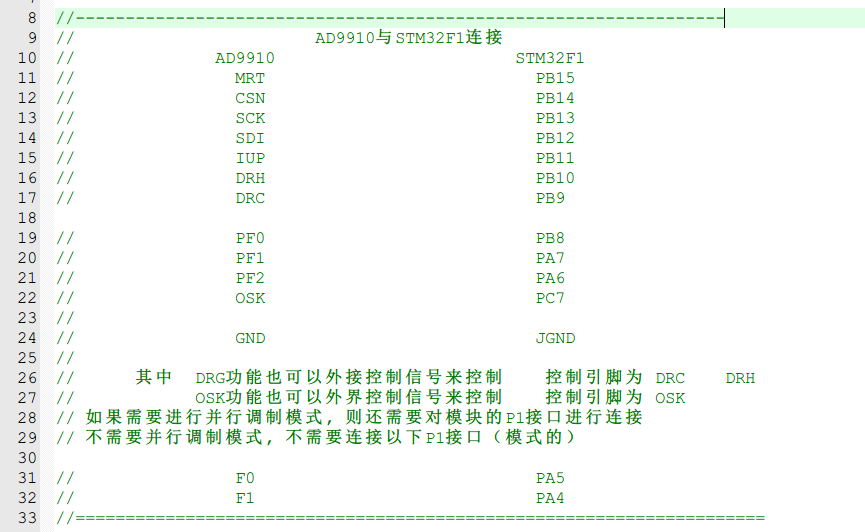 8 //-----------------------------------------------------------------
9 // AD9910与STM32F1连接
10 // AD9910 STM32F1
11 // MRT PB15
12 // CSN PB14
13 // SCK PB13
14 // SDI PB12
15 // IUP PB11
16 // DRH PB10
17 // DRC PB9
18
19 // PF0 PB8
20 // PF1 PA7
21 // PF2 PA6
22 // OSK PC7
23 //
24 // GND JGND
25 //
26 // 其中 DRG功能也可以外接控制信号来控制 控制引脚为 DRC DRH
27 // OSK功能也可以外界控制信号来控制 控制引脚为 OSK
28 // 如果需要进行并行调制模式，则还需要对模块的P1接口进行连接
29 // 不需要并行调制模式，不需要连接以下P1接口（模式的）
30
31 // F0 PA5
32 // F1 PA4
33 //=====================================================================